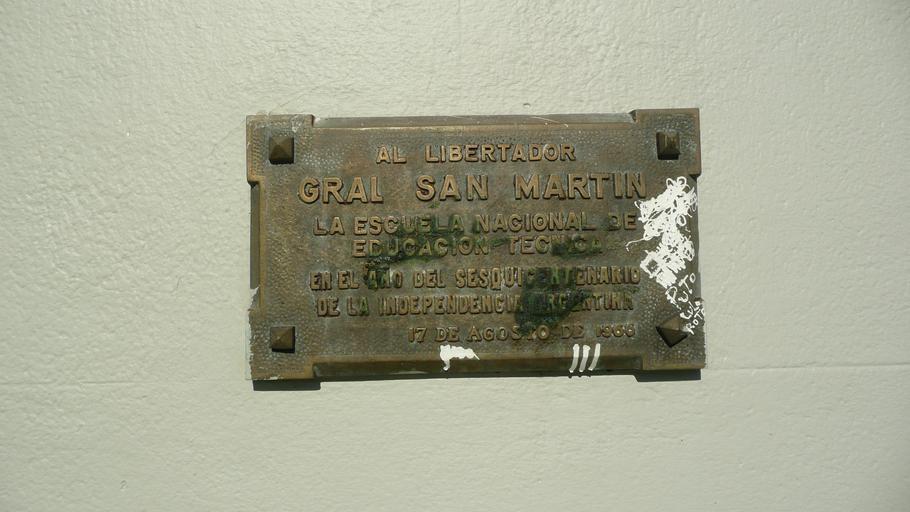 AL LIBERTADOR
GRAL SAN MARTIN
LA ESCUELA NACIONAL DE
EDUCACION TECNICA
EN EL AÑO DEL SESQUICENTENARIO
DE LA INDEPENDENCIA ARGENTINA
17 DE AGOSTO DE 1966